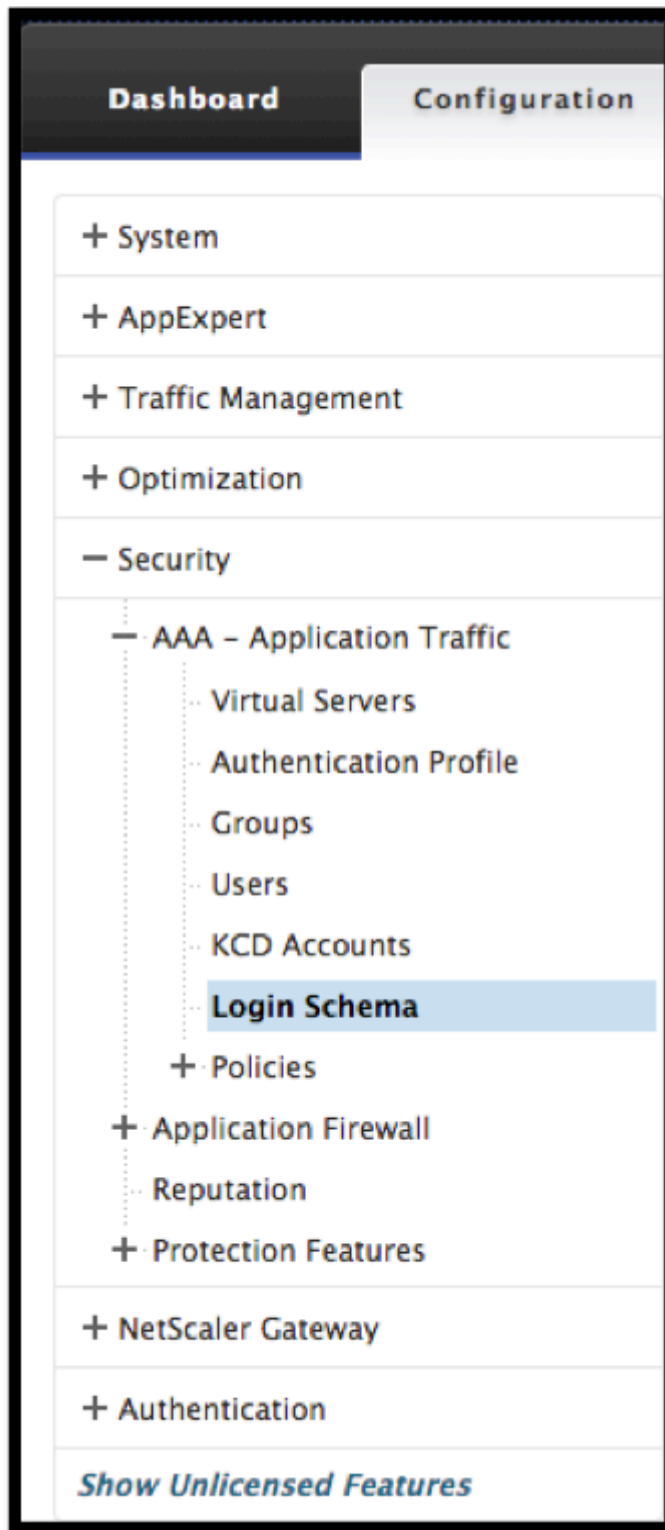 Dashboard Configuration
+ System
+ AppExpert
+ Traffic Management
+ Optimization
− Security
− AAA – Application Traffic
Virtual Servers
Authentication Profile
Groups
Users
KCD Accounts
Login Schema
+ Policies
+ Application Firewall
Reputation
+ Protection Features
+ NetScaler Gateway
+ Authentication
Show Unlicensed Features